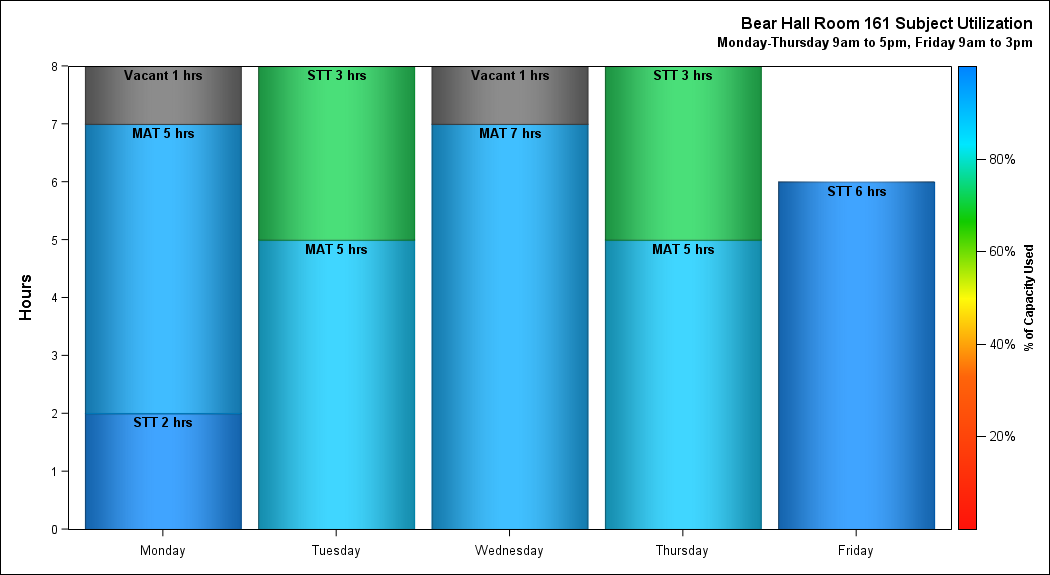 Bear Hall Room 161 Subject Utilization
Monday-Thursday 9am to 5pm, Friday 9am to 3pm
Hours
8
7
6
5
4
3
2
1
0
Vacant 1 hrs
MAT 5 hrs
STT 2 hrs
STT 3 hrs
MAT 5 hrs
Vacant 1 hrs
MAT 7 hrs
STT 3 hrs
MAT 5 hrs
STT 6 hrs
Monday
Tuesday
Wednesday
Thursday
Friday
80%
60%
40%
20%
% of Capacity Used